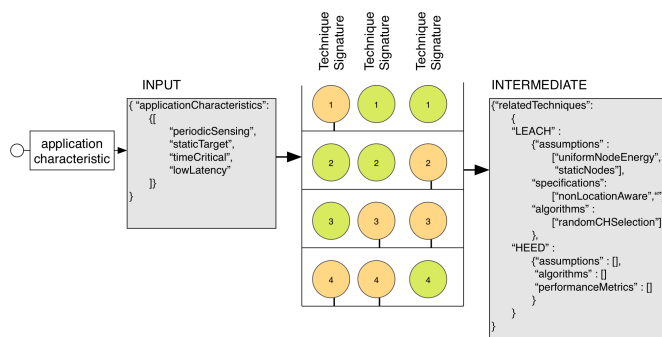 Technique Signature
Technique Signature
Technique Signature
INPUT
INTERMEDIATE
application
characteristic
{ “applicationCharacteristics”:
{[
“periodicSensing”,
“staticTarget”,
“timeCritical”,
“lowLatency”
]}
}
1 1 1
2 2 2
3 3 3
4 4 4
{“relatedTechniques”:
{
“LEACH” :
{“assumptions” :
[“uniformNodeEnergy”,
“staticNodes”],
“specifications”:
[“nonLocationAware”,“”]
“algorithms” :
[“randomCHSelection”]
},
“HEED” :
{“assumptions” : [],
“algorithms” : []
“performanceMetrics” : []
}
}
}